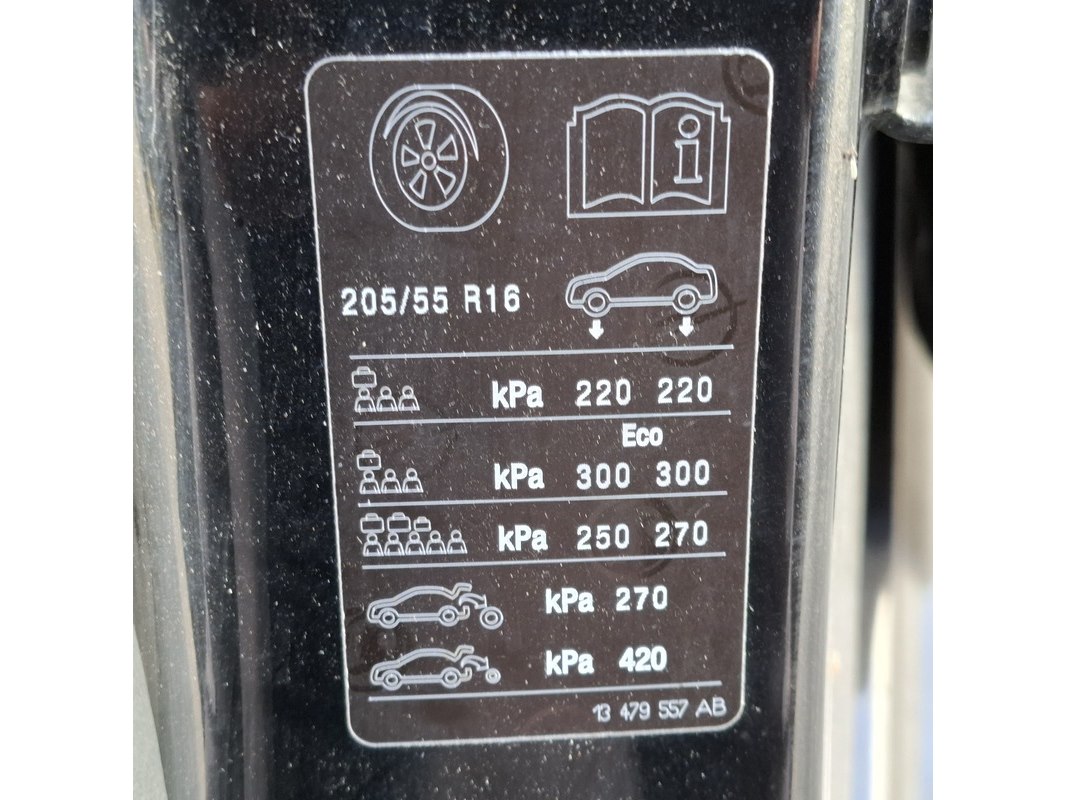 205/55 R16
kPa 220 220
Eco
kPa 300 300
kPa 250 270
kPa 270
kPa 420
13 479 557 AB